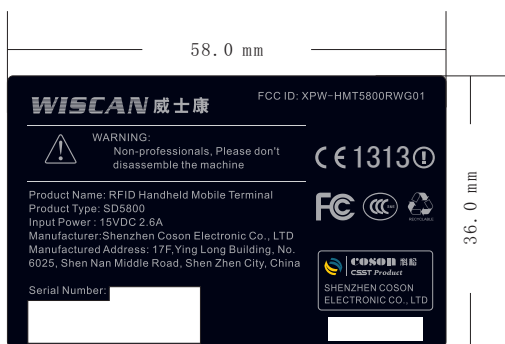 58.0 mm
FCC ID: XPW-HMT5800RWG01
WISCAN 威士康
WARNING:
Non-professionals, Please don't
disassemble the machine
CE1313
FC
CCC
RECYCLABLE
36.0 mm
Product Name: RFID Handheld Mobile Terminal
Product Type: SD5800
Input Power : 15VDC 2.6A
Manufacturer:Shenzhen Coson Electronic Co., LTD
Manufactured Address: 17F,Ying Long Building, No.
6025, Shen Nan Middle Road, Shen Zhen City, China
Serial Number:
COSON
CSST Product
SHENZHEN COSON
ELECTRONIC CO., LTD